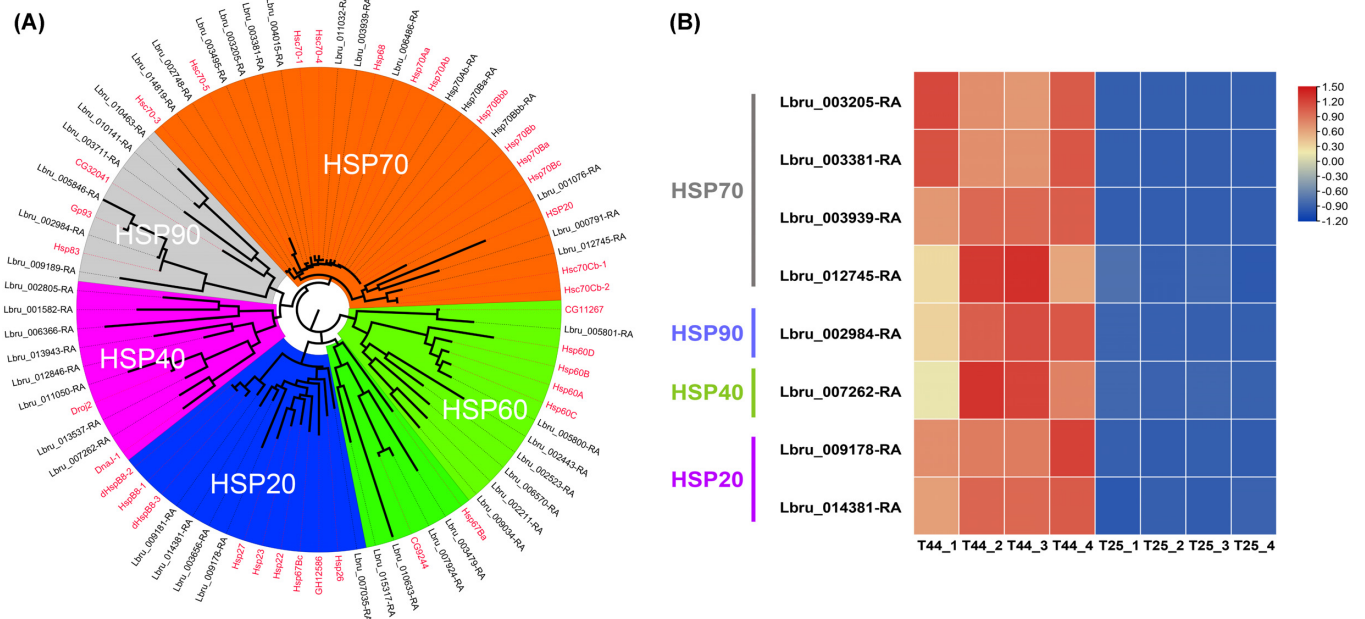 (A)
HSP70
HSP90
HSP40
HSP20
HSP60
Lbru_011032-RA
Lbru_003939-RA
Hsp68
Lbru_006486-RA
Hsp70Aa
Hsp70Ab
Hsp70Ab-RA
Hsp70Ba-RA
Hsp70Bbb
Hsp70Bbb-RA
Hsp70Bb
Hsp70Ba
Hsp70Bc
Lbru_001076-RA
HSP20
Lbru_000791-RA
Lbru_012745-RA
Hsc70Cb-1
Hsc70Cb-2
CG11267
Lbru_005801-RA
Hsp60D
Hsp60B
Hsp60A
Hsp60C
Lbru_005800-RA
Lbru_002443-RA
Lbru_002523-RA
Lbru_006570-RA
Lbru_002211-RA
Lbru_009034-RA
Hsp67Ba
Lbru_003479-RA
Lbru_007924-RA
CG9244
Lbru_010633-RA
Lbru_015317-RA
Lbru_007035-RA
Hsp26
GH12586
Hsp67Bc
Hsp22
Hsp23
Hsp27
Lbru_009178-RA
Lbru_003656-RA
Lbru_014381-RA
Lbru_009181-RA
dHspB8-3
HspB8-1
dHspB8-2
DnaJ-1
Lbru_007262-RA
Lbru_013537-RA
Droj2
Lbru_011050-RA
Lbru_012846-RA
Lbru_013943-RA
Lbru_006366-RA
Lbru_001582-RA
Lbru_002805-RA
Lbru_009189-RA
Hsp83
Lbru_002984-RA
Gp93
Lbru_005846-RA
CG32041
Lbru_003711-RA
Lbru_010141-RA
Lbru_010463-RA
Hsc70-3
Lbru_014819-RA
Lbru_002748-RA
Hsc70-5
Lbru_003495-RA
Lbru_003205-RA
Lbru_003381-RA
Lbru_004015-RA
Hsc70-1
Hsc70-4
(B)
HSP70
HSP90
HSP40
HSP20
Lbru_003205-RA
Lbru_003381-RA
Lbru_003939-RA
Lbru_012745-RA
Lbru_002984-RA
Lbru_007262-RA
Lbru_009178-RA
Lbru_014381-RA
T44_1 T44_2 T44_3 T44_4 T25_1 T25_2 T25_3 T25_4
1.50
1.20
0.90
0.60
0.30
0.00
-0.30
-0.60
-0.90
-1.20